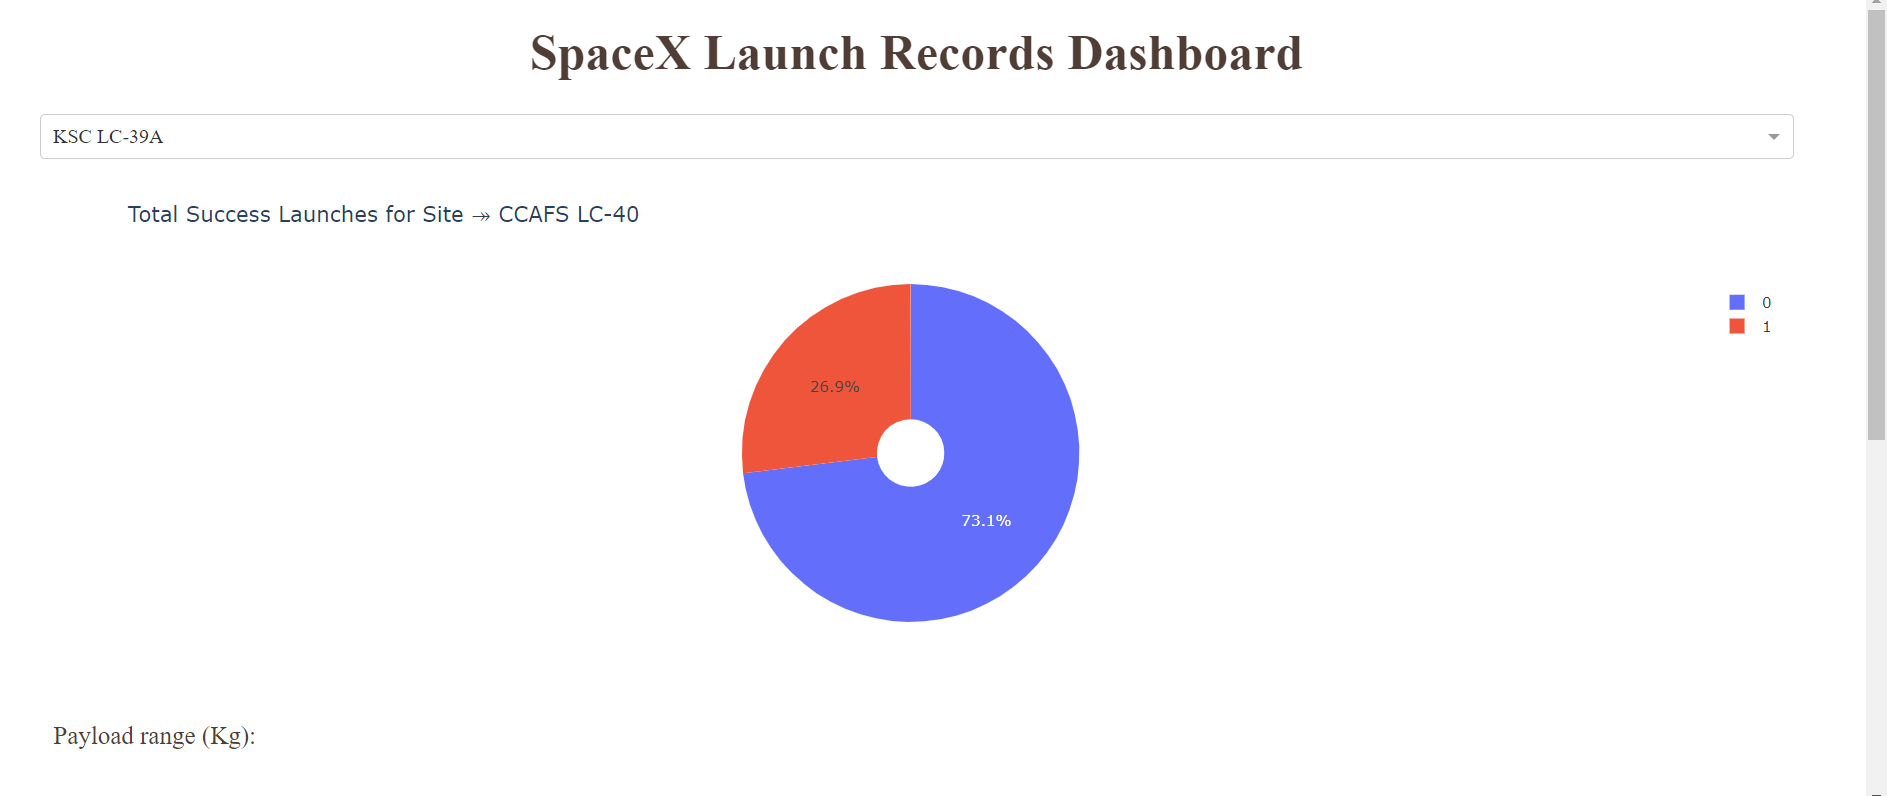 SpaceX Launch Records Dashboard
KSC LC-39A
Total Success Launches for Site ↠ CCAFS LC-40
0
1
26.9%
73.1%
Payload range (Kg):